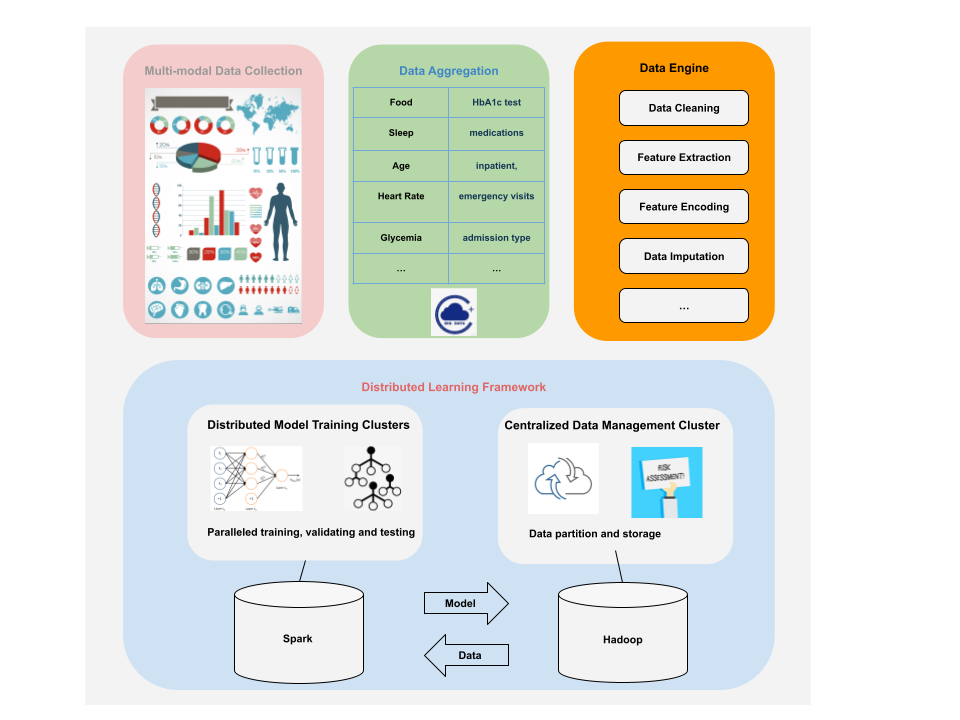 Multi-modal Data Collection
Data Aggregation
Food HbA1c test
Sleep medications
Age inpatient,
Heart Rate emergency visits
Glycemia admission type
... ...
Data Engine
Data Cleaning
Feature Extraction
Feature Encoding
Data Imputation
...
Distributed Learning Framework
Distributed Model Training Clusters
Paralleled training, validating and testing
Centralized Data Management Cluster
RISK
ASSESSMENT?
Data partition and storage
Spark
Model
Data
Hadoop